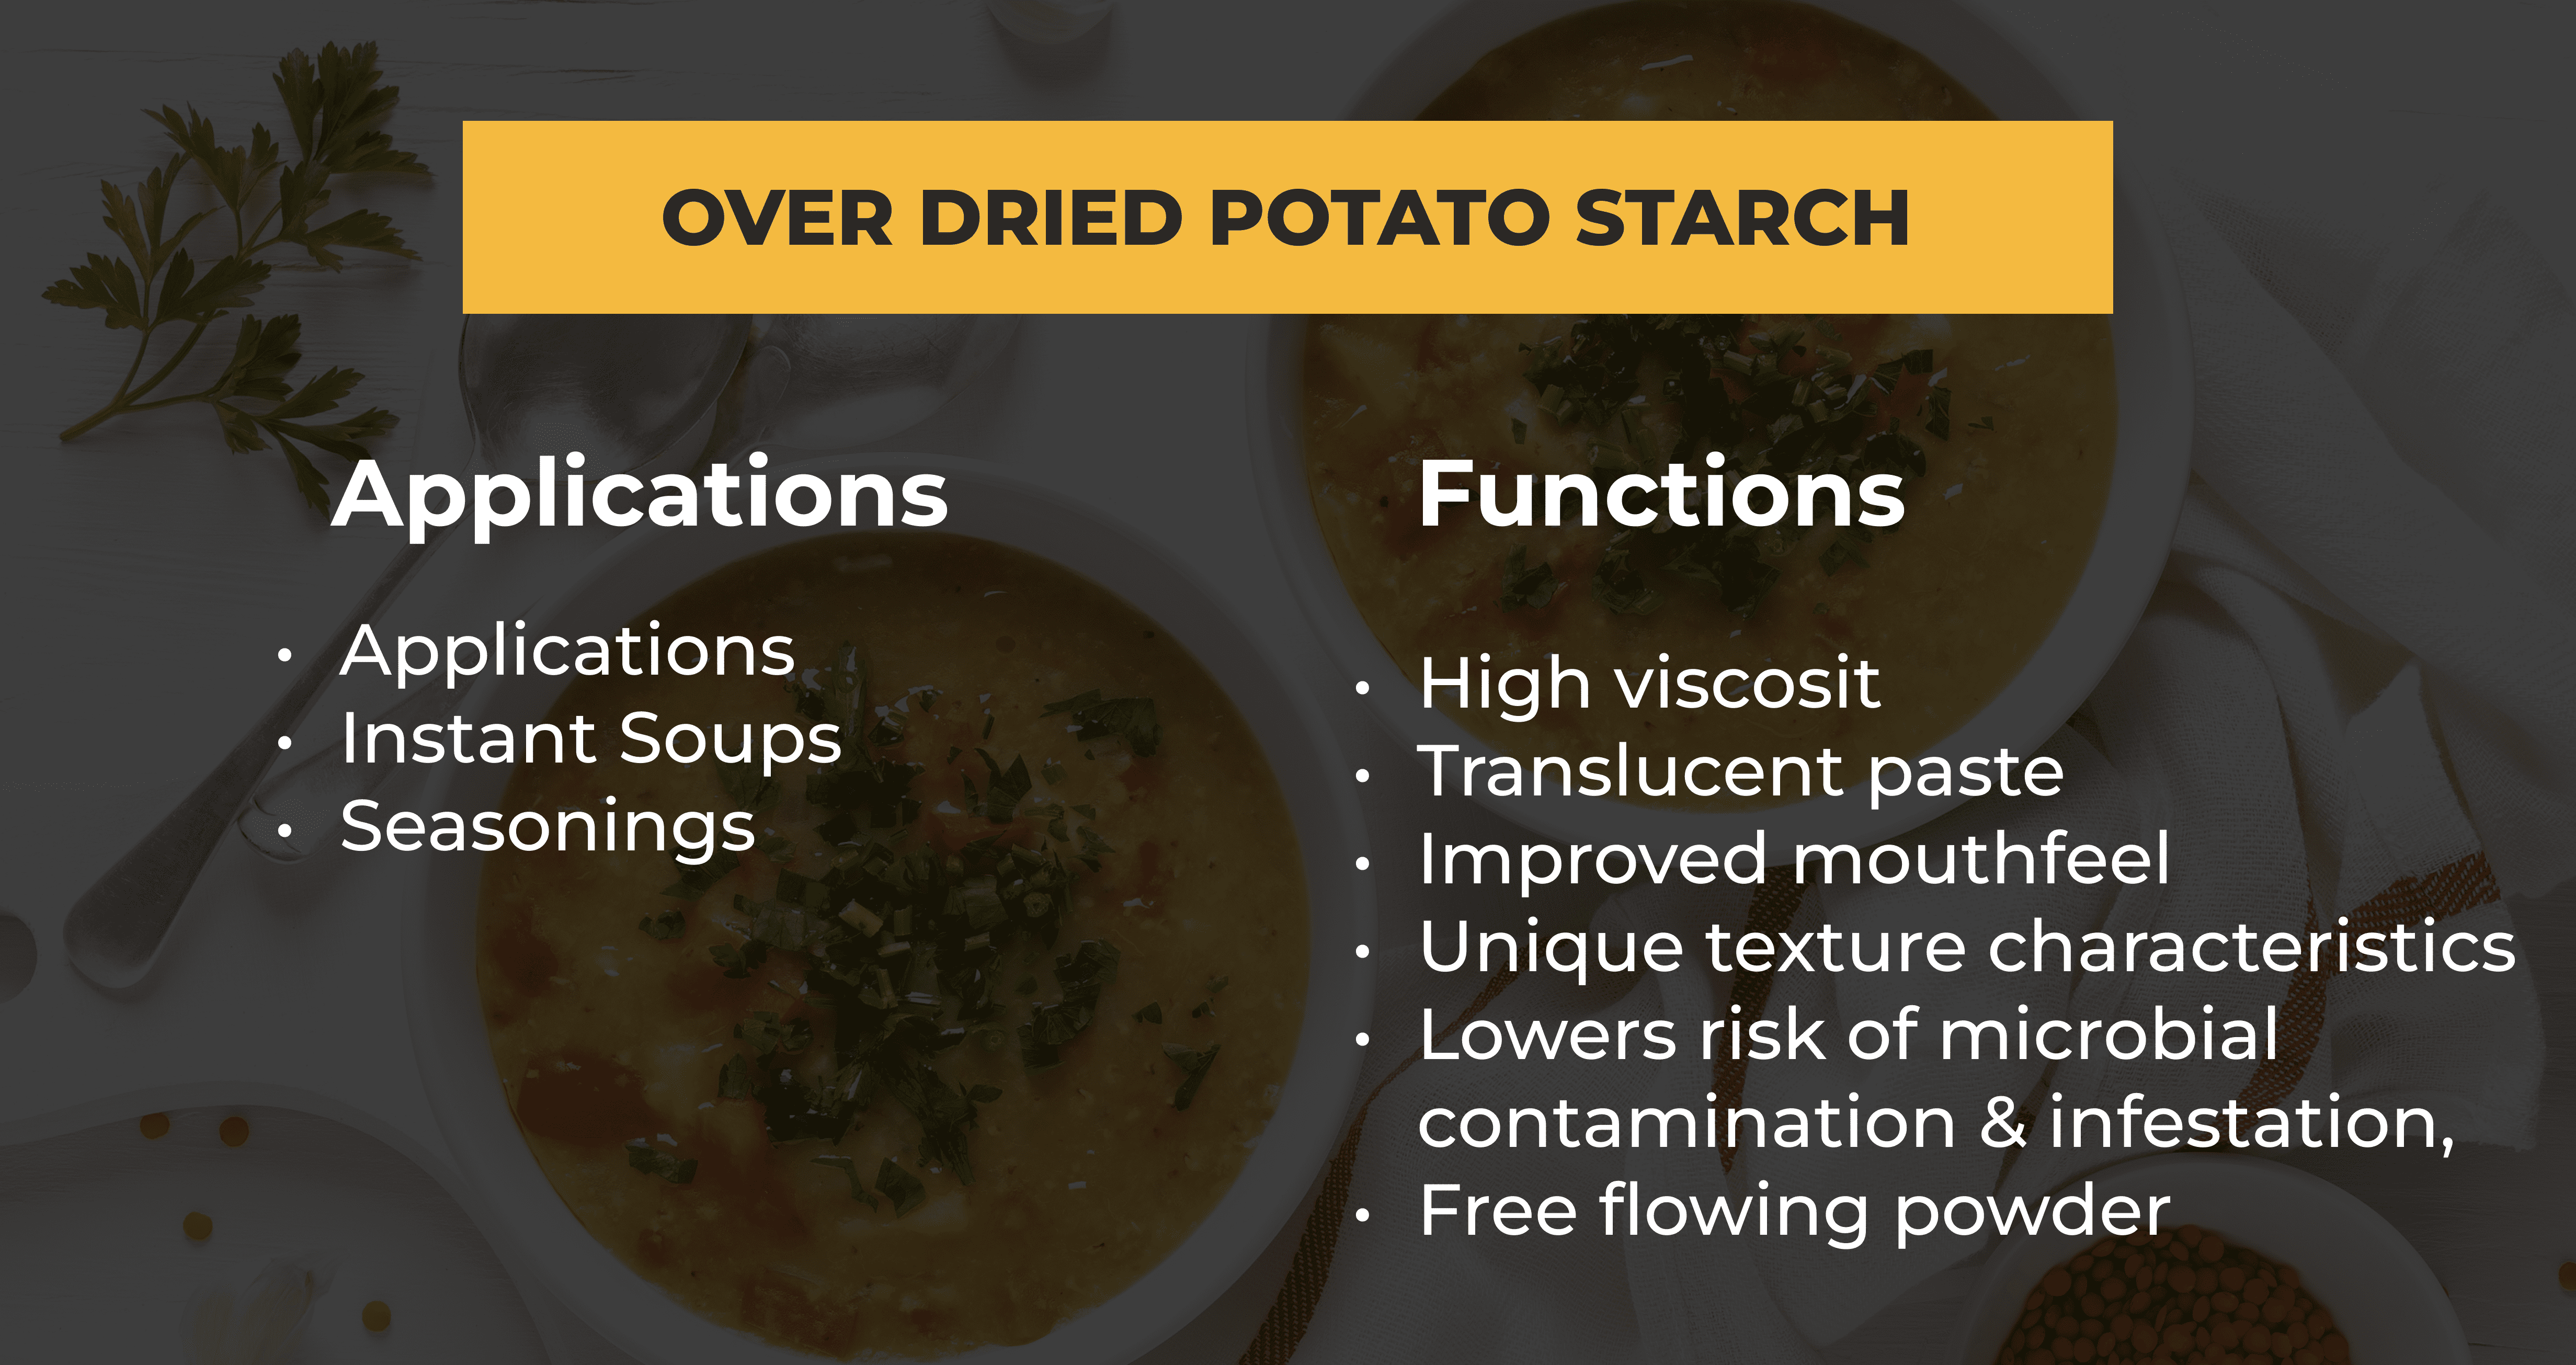 OVER DRIED POTATO STARCH
Applications
• Applications
• Instant Soups
• Seasonings
Functions
• High viscosit
• Translucent paste
• Improved mouthfeel
• Unique texture characteristics
• Lowers risk of microbial
contamination & infestation,
• Free flowing powder